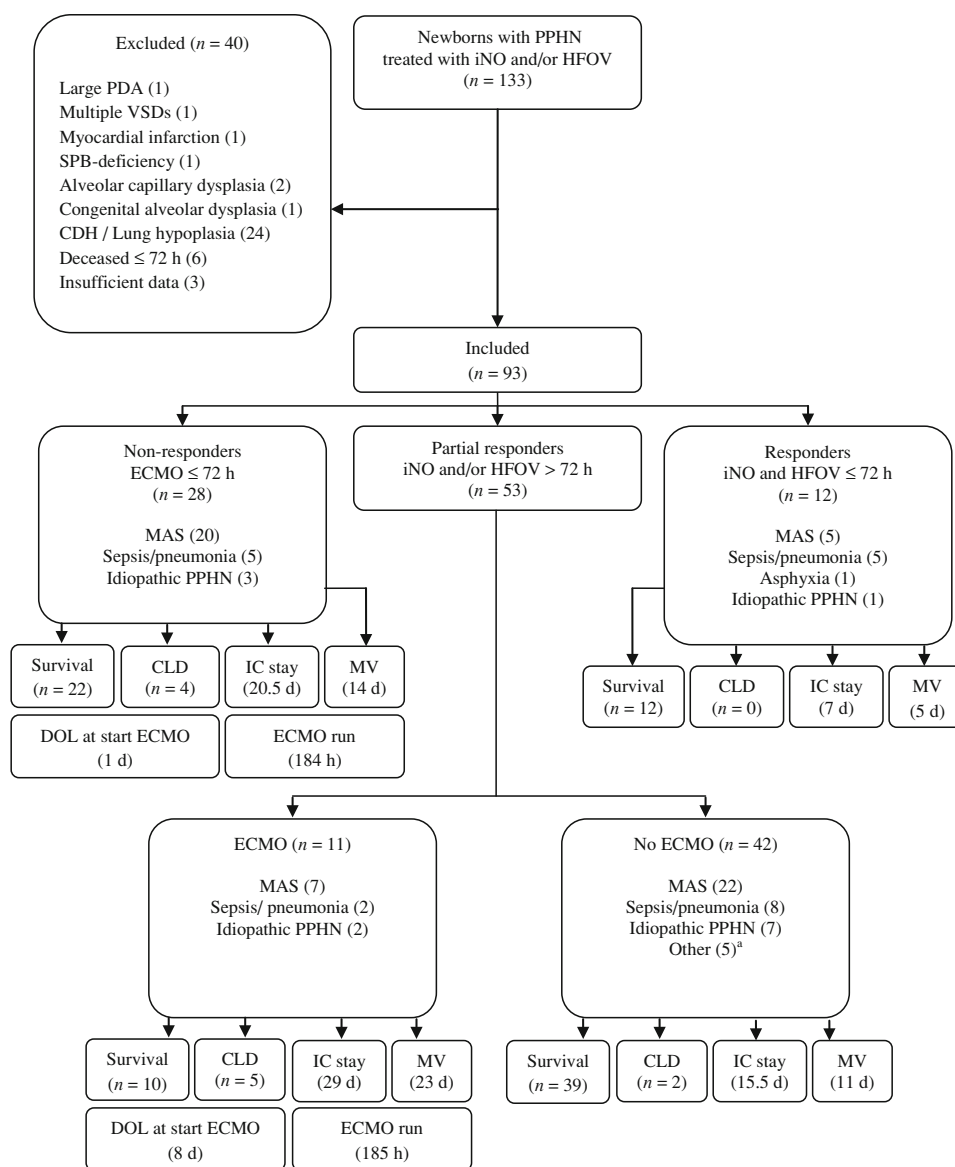 Excluded (n = 40)
Large PDA (1)
Multiple VSDs (1)
Myocardial infarction (1)
SPB-deficiency (1)
Alveolar capillary dysplasia (2)
Congenital alveolar dysplasia (1)
CDH / Lung hypoplasia (24)
Deceased ≤ 72 h (6)
Insufficient data (3)
Newborns with PPHN
treated with iNO and/or HFOV
(n = 133)
Included
(n = 93)
Non-responders
ECMO ≤ 72 h
(n = 28)
MAS (20)
Sepsis/pneumonia (5)
Idiopathic PPHN (3)
Partial responders
iNO and/or HFOV > 72 h
(n = 53)
Responders
iNO and HFOV ≤ 72 h
(n = 12)
MAS (5)
Sepsis/pneumonia (5)
Asphyxia (1)
Idiopathic PPHN (1)
Survival
(n = 22)
CLD
(n = 4)
IC stay
(20.5 d)
MV
(14 d)
DOL at start ECMO
(1 d)
ECMO run
(184 h)
Survival
(n = 12)
CLD
(n = 0)
IC stay
(7 d)
MV
(5 d)
ECMO (n = 11)
MAS (7)
Sepsis/ pneumonia (2)
Idiopathic PPHN (2)
No ECMO (n = 42)
MAS (22)
Sepsis/pneumonia (8)
Idiopathic PPHN (7)
Other (5)ᵃ
Survival
(n = 10)
CLD
(n = 5)
IC stay
(29 d)
MV
(23 d)
DOL at start ECMO
(8 d)
ECMO run
(185 h)
Survival
(n = 39)
CLD
(n = 2)
IC stay
(15.5 d)
MV
(11 d)